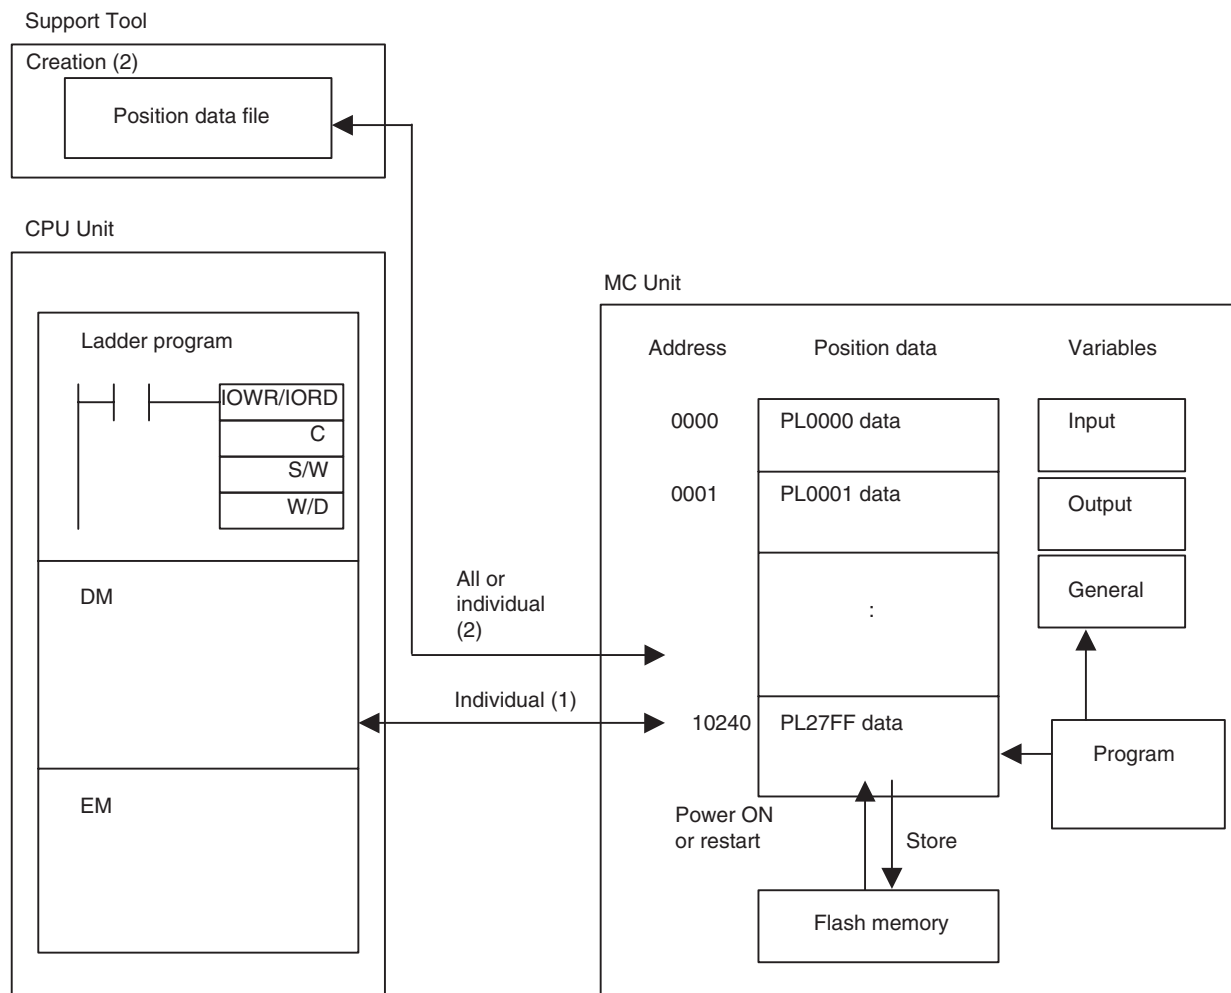 Support Tool
Creation (2)
Position data file
CPU Unit
Ladder program
IOWR/IORD
C
S/W
W/D
DM
EM
All or
individual
(2)
Individual (1)
MC Unit
Address
Position data
Variables
0000
PL0000 data
Input
0001
PL0001 data
Output
:
General
10240
PL27FF data
Program
Power ON
or restart
Store
Flash memory